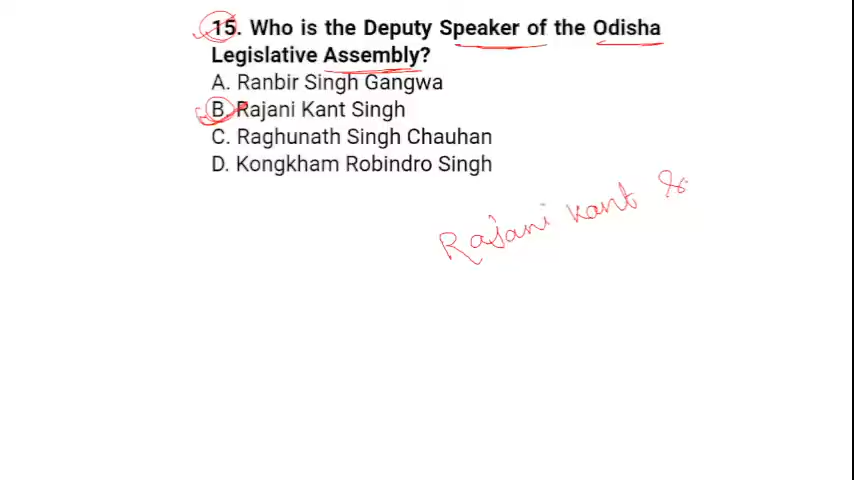 15. Who is the Deputy Speaker of the Odisha
Legislative Assembly?
A. Ranbir Singh Gangwa
B. Rajani Kant Singh
C. Raghunath Singh Chauhan
D. Kongkham Robindro Singh
Rajani Kant